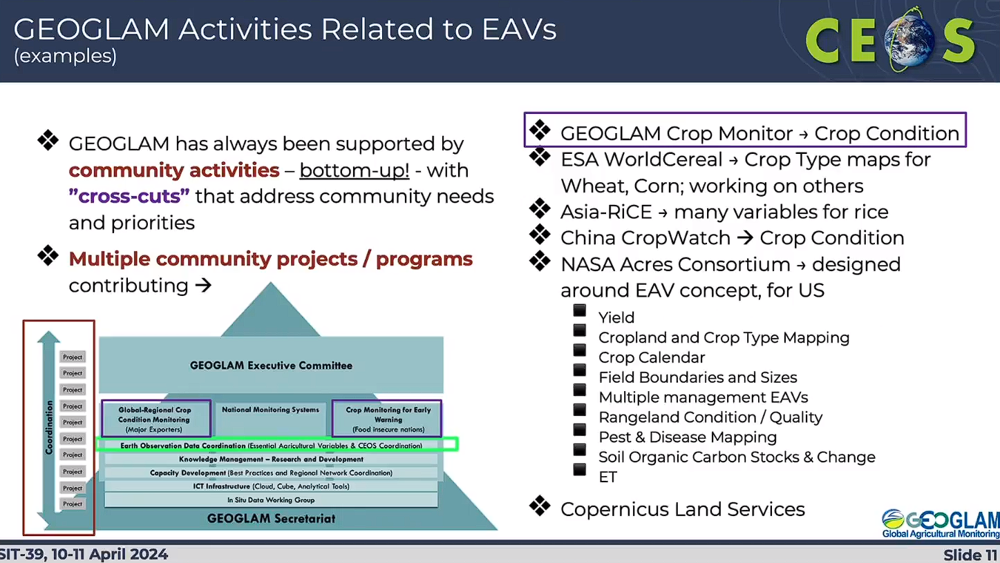 GEOGLAM Activities Related to EAVs
(examples)
CEOS
❖ GEOGLAM has always been supported by
community activities – bottom-up! - with
”cross-cuts” that address community needs
and priorities
❖ Multiple community projects / programs
contributing →
Coordination
Project
Project
Project
Project
Project
Project
Project
Project
Project
Project
GEOGLAM Executive Committee
Global-Regional Crop
Condition Monitoring
(Major Exporters)
National Monitoring Systems
Crop Monitoring for Early
Warning
(Food insecure nations)
Earth Observation Data Coordination (Essential Agricultural Variables & CEOS Coordination)
Knowledge Management – Research and Development
Capacity Development (Best Practices and Regional Network Coordination)
ICT Infrastructure (Cloud, Cube, Analytical Tools)
In Situ Data Working Group
GEOGLAM Secretariat
❖ GEOGLAM Crop Monitor → Crop Condition
❖ ESA WorldCereal → Crop Type maps for
Wheat, Corn; working on others
❖ Asia-RiCE → many variables for rice
❖ China CropWatch → Crop Condition
❖ NASA Acres Consortium → designed
around EAV concept, for US
■ Yield
■ Cropland and Crop Type Mapping
■ Crop Calendar
■ Field Boundaries and Sizes
■ Multiple management EAVs
■ Rangeland Condition / Quality
■ Pest & Disease Mapping
■ Soil Organic Carbon Stocks & Change
■ ET
❖ Copernicus Land Services
GEOGLAM
Global Agricultural Monitoring
SIT-39, 10-11 April 2024
Slide 11